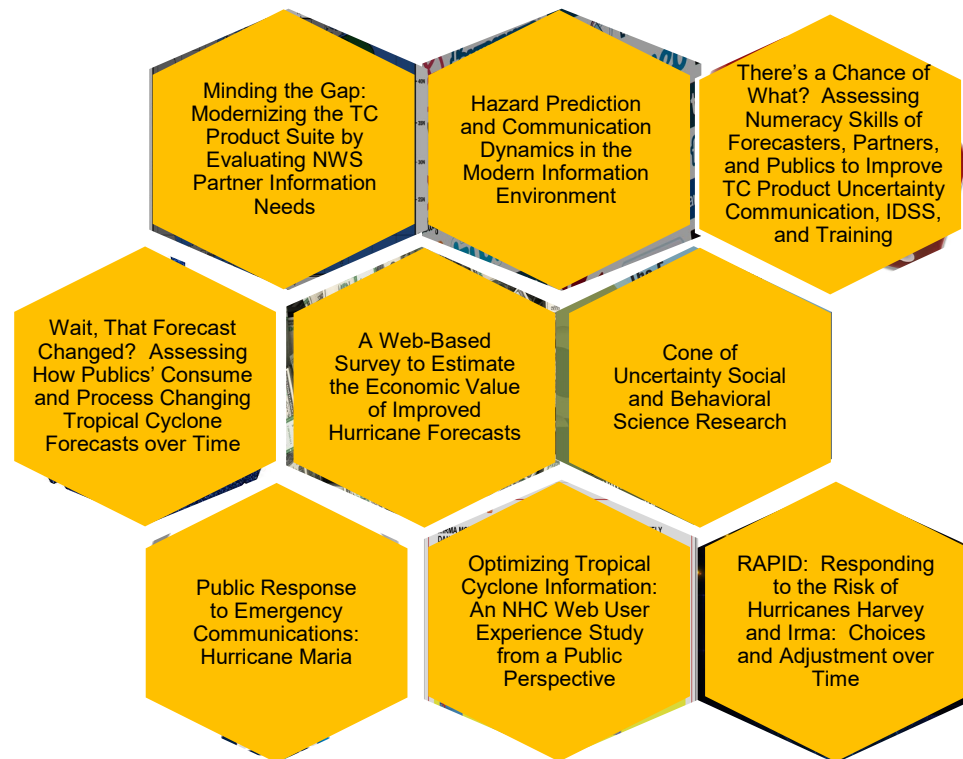 Minding the Gap:
Modernizing the TC
Product Suite by
Evaluating NWS
Partner Information
Needs
Hazard Prediction
and Communication
Dynamics in the
Modern Information
Environment
There's a Chance of
What?  Assessing
Numeracy Skills of
Forecasters, Partners,
and Publics to Improve
TC Product Uncertainty
Communication, IDSS,
and Training
Wait, That Forecast
Changed?  Assessing
How Publics' Consume
and Process Changing
Tropical Cyclone
Forecasts over Time
A Web-Based
Survey to Estimate
the Economic Value
of Improved
Hurricane Forecasts
Cone of
Uncertainty Social
and Behavioral
Science Research
Public Response
to Emergency
Communications:
Hurricane Maria
Optimizing Tropical
Cyclone Information:
An NHC Web User
Experience Study
from a Public
Perspective
RAPID:  Responding
to the Risk of
Hurricanes Harvey
and Irma:  Choices
and Adjustment over
Time